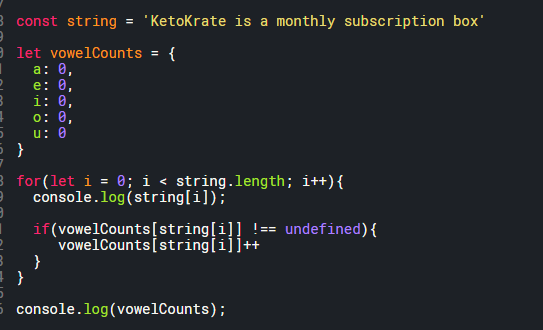 const string = 'KetoKrate is a monthly subscription box'
let vowelCounts = {
a: 0,
e: 0,
i: 0,
o: 0,
u: 0
}
for(let i = 0; i < string.length; i++){
console.log(string[i]);
if(vowelCounts[string[i]] !== undefined){
vowelCounts[string[i]]++
}
}
console.log(vowelCounts);